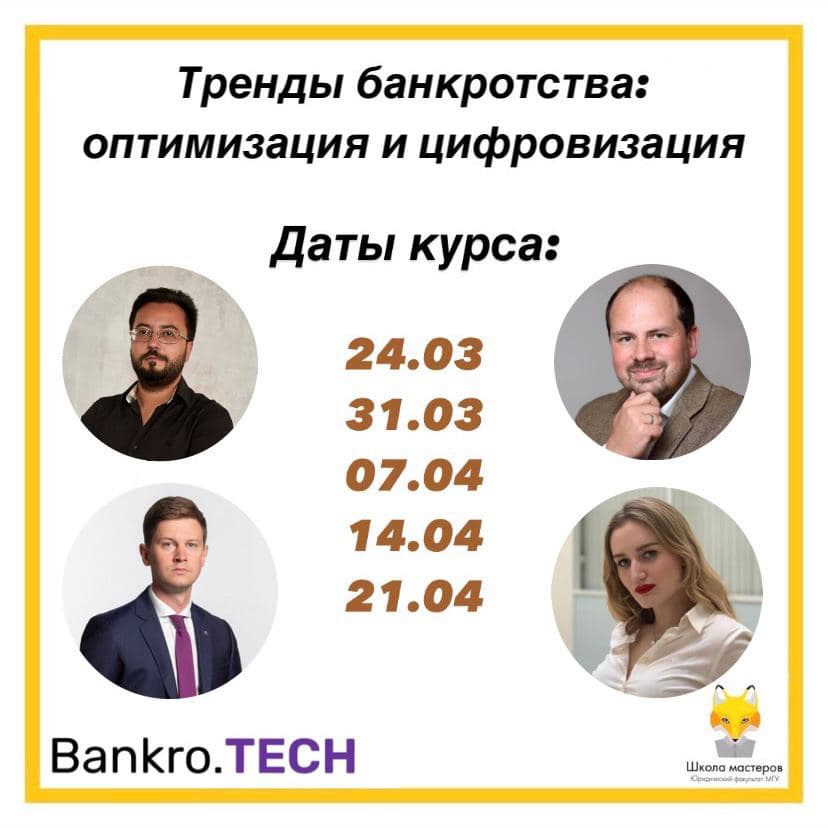 Тренды банкротства:
оптимизация и цифровизация
Даты курса:
24.03
31.03
07.04
14.04
21.04
Bankro.TECH
Школа мастеров
Юридический факультет МГУ